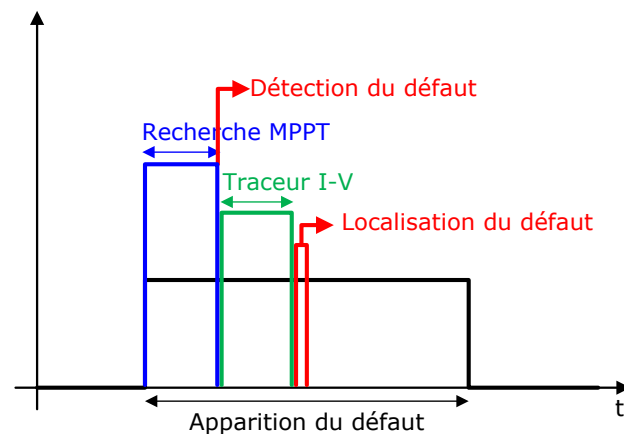 Détection du défaut
Recherche MPPT
Traceur I-V
Localisation du défaut
t
Apparition du défaut